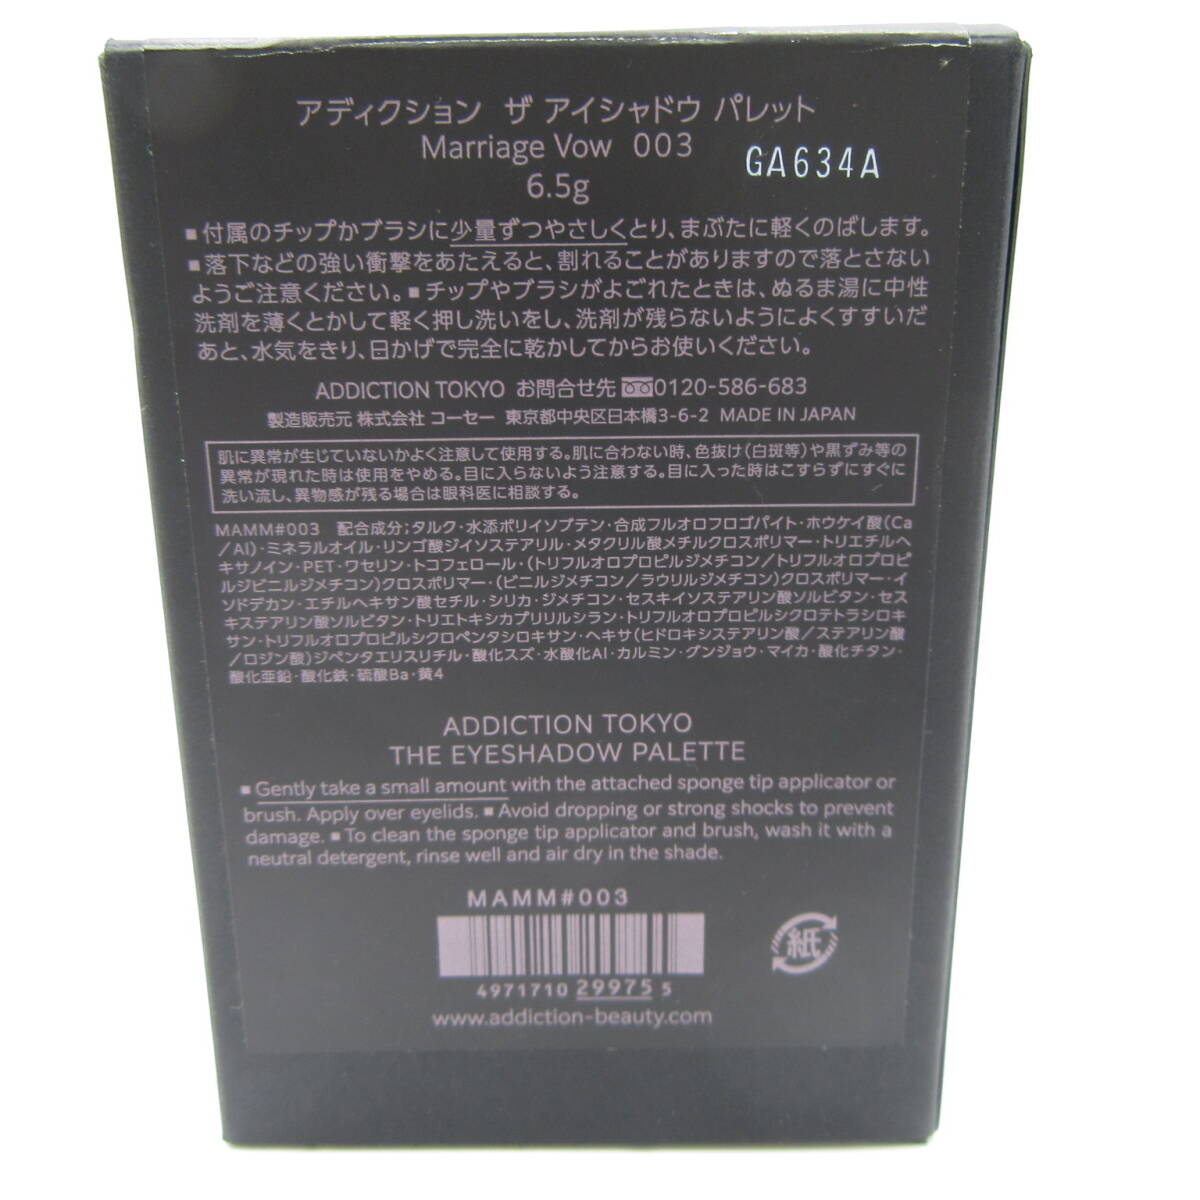 アディクション ザ アイシャドウ パレット
Marriage Vow 003
GA634A
6.5g
■付属のチップかブラシに少量ずつやさしくとり、まぶたに軽くのばします。
■落下などの強い衝撃をあたえると、割れることがありますので落とさない
ようご注意ください。■チップやブラシがよごれたときは、ぬるま湯に中性
洗剤を薄くとかして軽く押し洗いをし、洗剤が残らないようによくすすいだ
あと、水気をきり、日かげで完全に乾かしてからお使いください。
ADDICTION TOKYO お問合せ先 0120-586-683
製造販売元 株式会社 コーセー 東京都中央区日本橋3-6-2 MADE IN JAPAN
肌に異常が生じていないかよく注意して使用する。肌に合わない時、色抜け(白斑等)や黒ずみ等の
異常が現れた時は使用をやめる。目に入らないよう注意する。目に入った時はこすらずにすぐに
洗い流し、異物感が残る場合は眼科医に相談する。
MAMM#003 配合成分;タルク・水添ポリイソブテン・合成フルオロフロゴパイト・ホウケイ酸(Ca
/Al)・ミネラルオイル・リンゴ酸ジイソステアリル・メタクリル酸メチルクロスポリマー・トリエチルヘ
キサノイン・PET・ワセリン・トコフェロール・(トリフルオロプロピルジメチコン/トリフルオロプロピ
ルジビニルジメチコン)クロスポリマー・(ビニルジメチコン/ラウリルジメチコン)クロスポリマー・イ
ソドデカン・エチルヘキサン酸セチル・シリカ・ジメチコン・セスキイソステアリン酸ソルビタン・セス
キステアリン酸ソルビタン・トリエトキシカプリリルシラン・トリフルオロプロピルシクロテトラシロキ
サン・トリフルオロプロピルシクロペンタシロキサン・ヘキサ(ヒドロキシステアリン酸/ステアリン酸
/ロジン酸)ジペンタエリスリチル・酸化スズ・水酸化Al・カルミン・グンジョウ・マイカ・酸化チタン・
酸化亜鉛・酸化鉄・硫酸Ba・黄4
ADDICTION TOKYO
THE EYESHADOW PALETTE
■Gently take a small amount with the attached sponge tip applicator or
brush. Apply over eyelids. ■Avoid dropping or strong shocks to prevent
damage. ■To clean the sponge tip applicator and brush, wash it with a
neutral detergent, rinse well and air dry in the shade.
MAMM#003
紙
4971710 29975 5
www.addiction-beauty.com